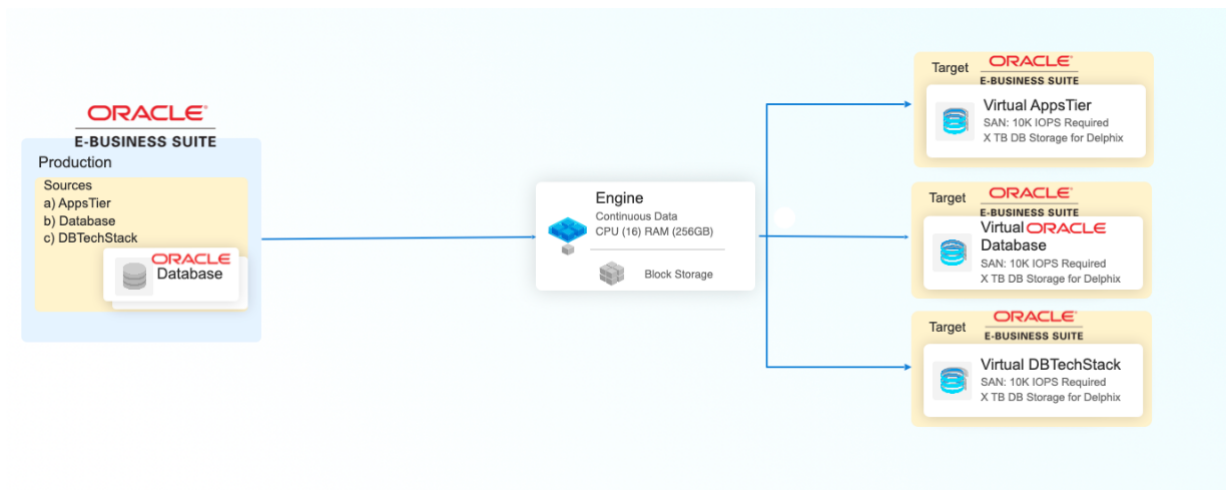 ORACLE
E-BUSINESS SUITE
Production
Sources
a) AppsTier
b) Database
c) DBTechStack
ORACLE
Database
Engine
Continuous Data
CPU (16) RAM (256GB)
Block Storage
Target
ORACLE
E-BUSINESS SUITE
Virtual AppsTier
SAN: 10K IOPS Required
X TB DB Storage for Delphix
Target
ORACLE
E-BUSINESS SUITE
Virtual ORACLE
Database
SAN: 10K IOPS Required
X TB DB Storage for Delphix
Target
ORACLE
E-BUSINESS SUITE
Virtual DBTechStack
SAN: 10K IOPS Required
X TB DB Storage for Delphix